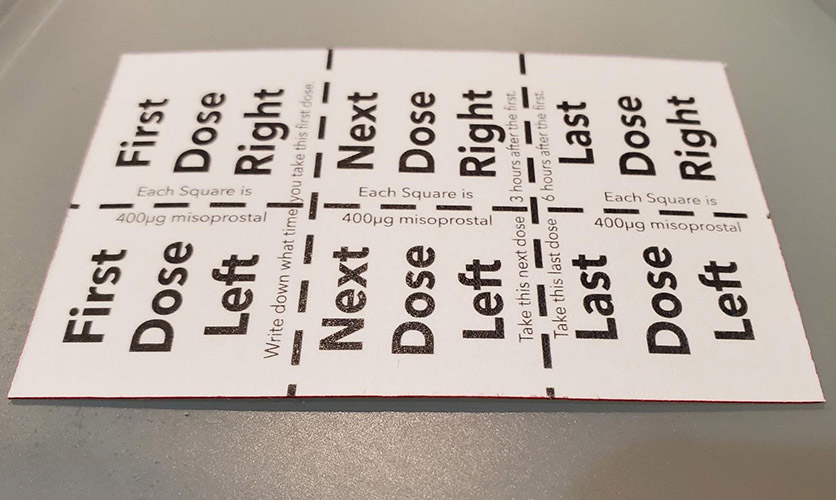 First
Dose
Right
Each Square is
400µg misoprostal
First
Dose
Left
Write down what time you take this first dose.
Next
Dose
Right
Each Square is
400µg misoprostal
Next
Dose
Left
Take this next dose 3 hours after the first.
Take this last dose 6 hours after the first.
Last
Dose
Right
Each Square is
400µg misoprostal
Last
Dose
Left